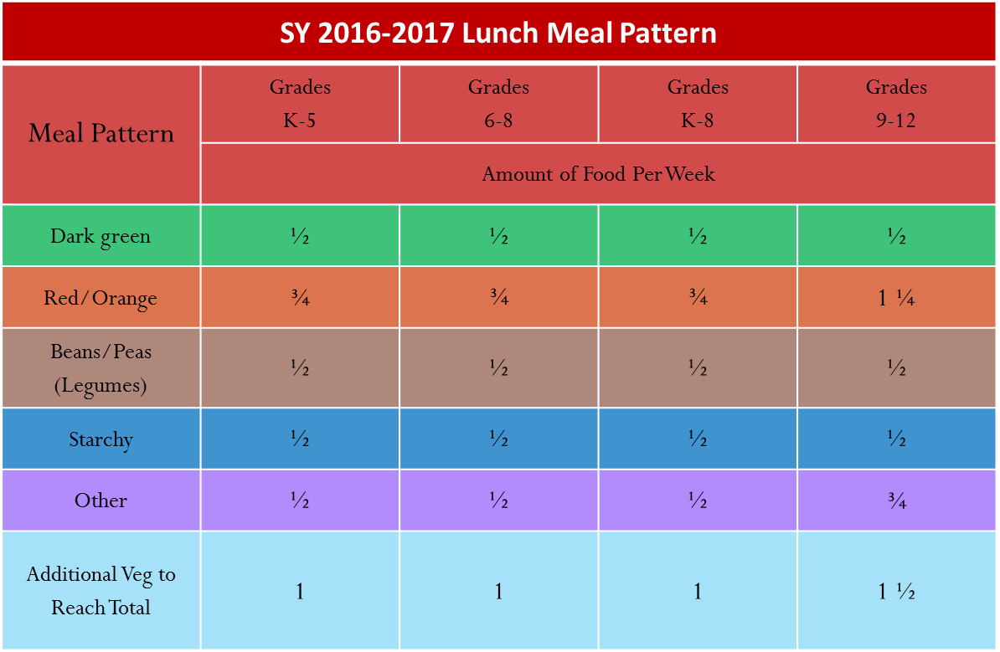 SY 2016-2017 Lunch Meal Pattern
Meal Pattern
Grades
K-5
Grades
6-8
Grades
K-8
Grades
9-12
Amount of Food Per Week
Dark green ½ ½ ½ ½
Red/Orange ¾ ¾ ¾ 1 ¼
Beans/Peas
(Legumes)
½ ½ ½ ½
Starchy ½ ½ ½ ½
Other ½ ½ ½ ¾
Additional Veg to
Reach Total
1 1 1 1 ½